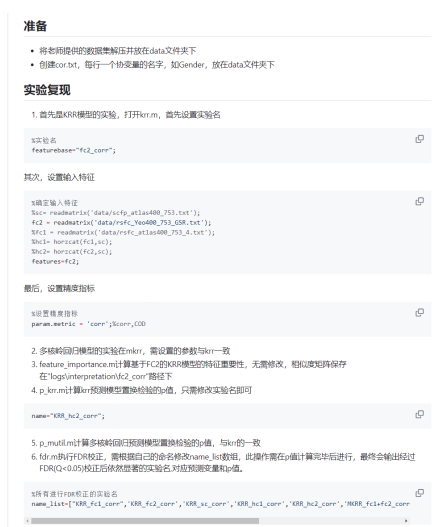 准备
将老师提供的数据集解压并放在data文件夹下
创建cor.txt，每行一个协变量的名字，如Gender，放在data文件夹下
实验复现
1. 首先是KRR模型的实验，打开krr.m，首先设置实验名
%实验名
featurebase="fc2_corr";
其次，设置输入特征
%确定输入特征
%sc= readmatrix('data/scfp_atlas400_753.txt');
fc2 = readmatrix('data/rsfc_Yeo400_753_GSR.txt');
%fc1 = readmatrix('data/rsfc_atlas400_753_4.txt');
%hc1= horzcat(fc1,sc);
%hc2= horzcat(fc2,sc);
features=fc2;
最后，设置精度指标
%设置精度指标
param.metric = 'corr';%corr,COD
2. 多核岭回归模型的实验在mkrr，需设置的参数与krr一致
3. feature_importance.m计算基于FC2的KRR模型的特征重要性，无需修改，相似度矩阵保存
在"logs\interpretation\fc2_corr"路径下
4. p_krr.m计算krr预测模型置换检验的p值，只需修改实验名即可
name="KRR_hc2_corr";
5. p_mutil.m计算多核岭回归预测模型置换检验的p值，与krr的一致
6. fdr.m执行FDR校正，需根据自己的命名修改name_list数组，此操作需在p值计算完毕后进行，最终会输出经过
FDR(Q<0.05)校正后依然显著的实验名,对应预测变量和p值。
%所有进行FDR校正的实验名
name_list=["KRR_fc1_corr",'KRR_fc2_corr','KRR_sc_corr','KRR_hc1_corr','KRR_hc2_corr','MKRR_fc1+fc2_corr